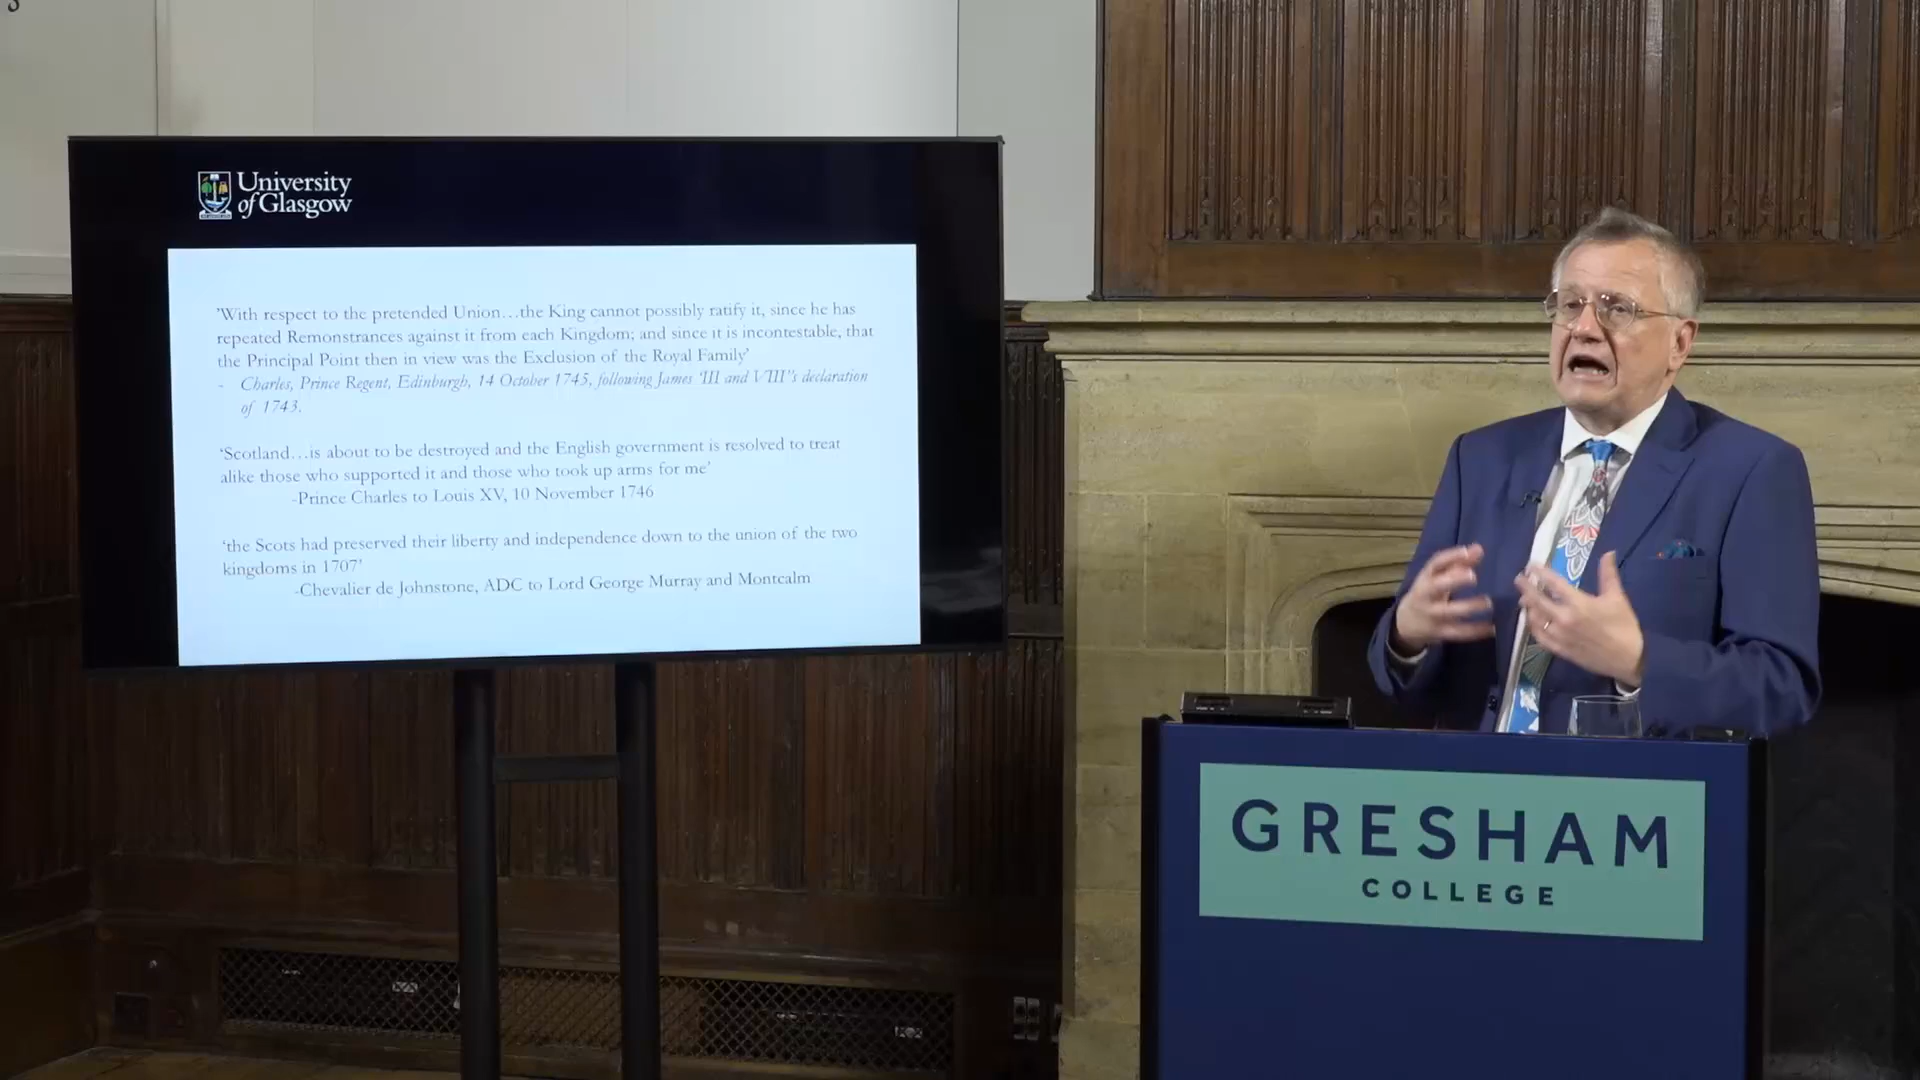 University
of Glasgow
'With respect to the pretended Union…the King cannot possibly ratify it, since he has
repeated Remonstrances against it from each Kingdom; and since it is incontestable, that
the Principal Point then in view was the Exclusion of the Royal Family'
- Charles, Prince Regent, Edinburgh, 14 October 1745, following James 'III and VIII''s declaration
of 1743.
'Scotland…is about to be destroyed and the English government is resolved to treat
alike those who supported it and those who took up arms for me'
-Prince Charles to Louis XV, 10 November 1746
'the Scots had preserved their liberty and independence down to the union of the two
kingdoms in 1707'
-Chevalier de Johnstone, ADC to Lord George Murray and Montcalm
GRESHAM
COLLEGE